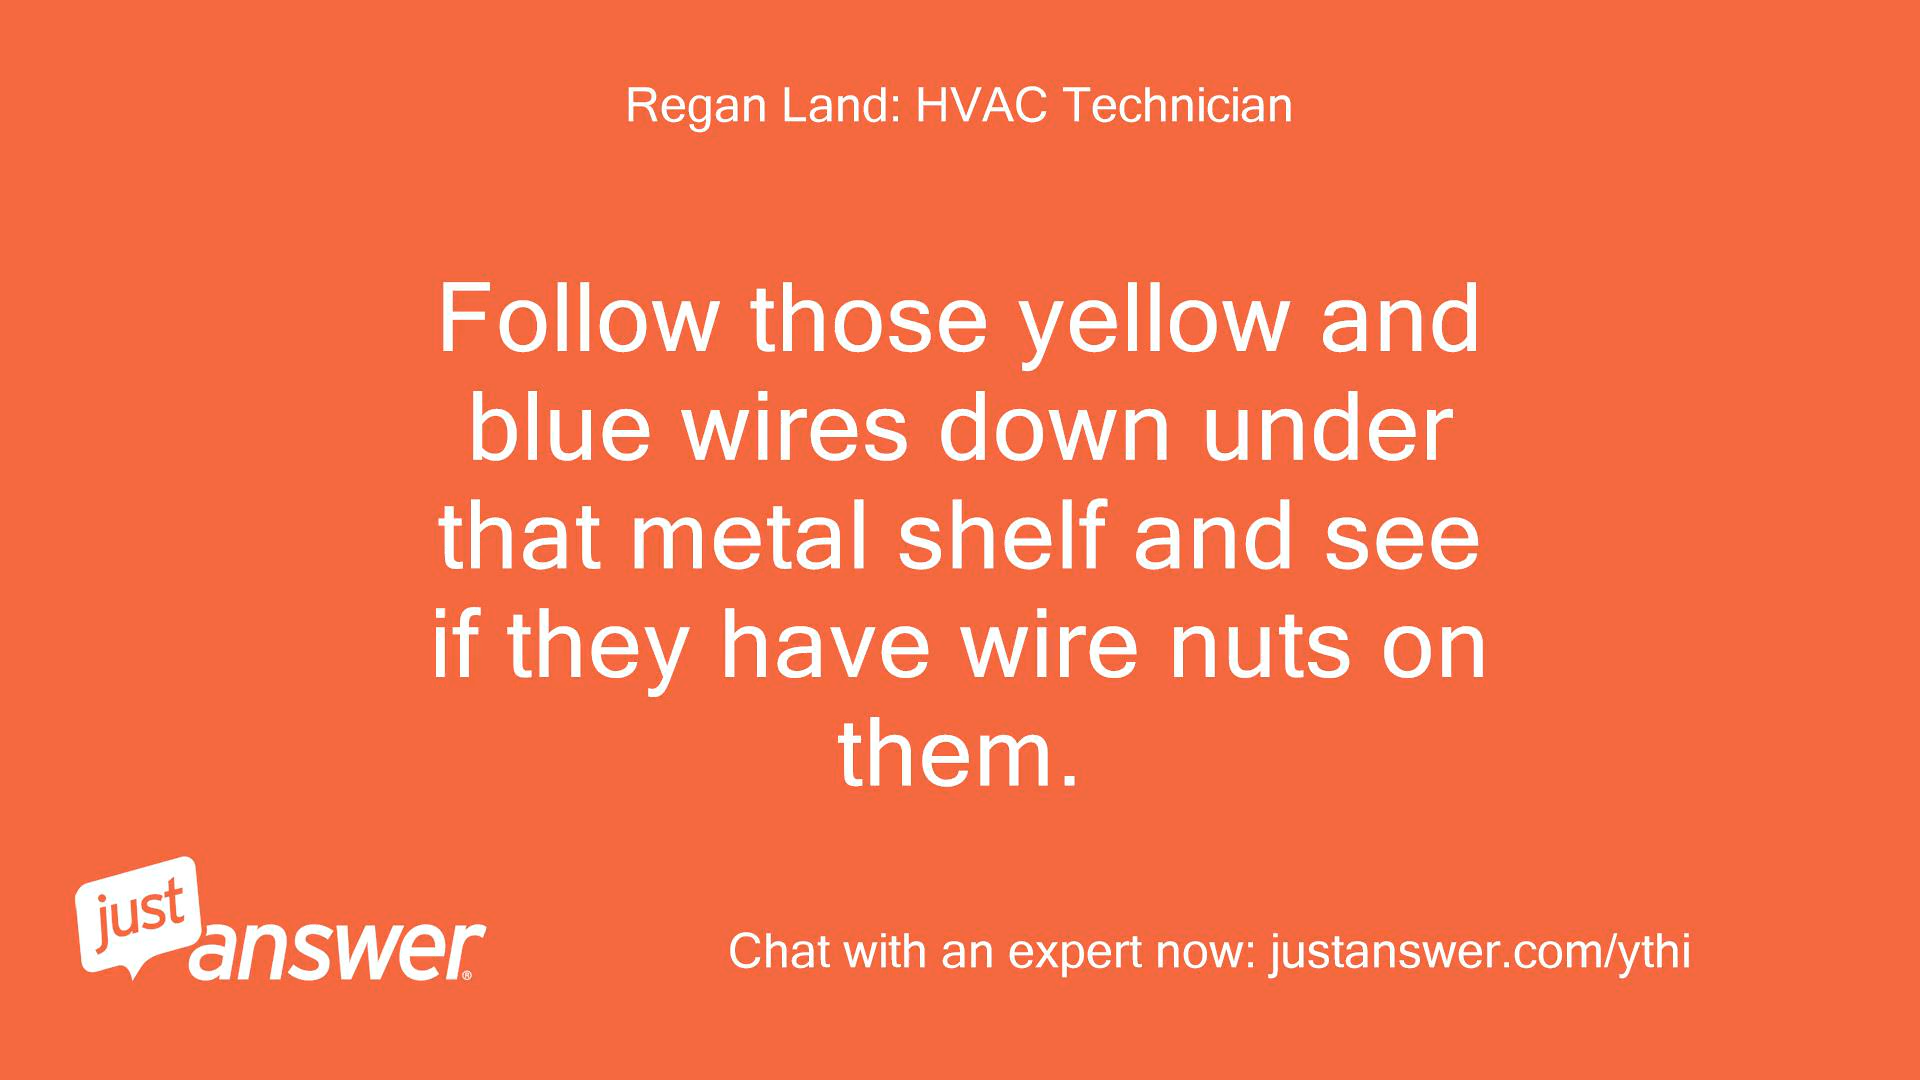 Regan Land: HVAC Technician
Follow those yellow and
blue wires down under
that metal shelf and see
if they have wire nuts on
them.
just
answer®
Chat with an expert now: justanswer.com/ythi